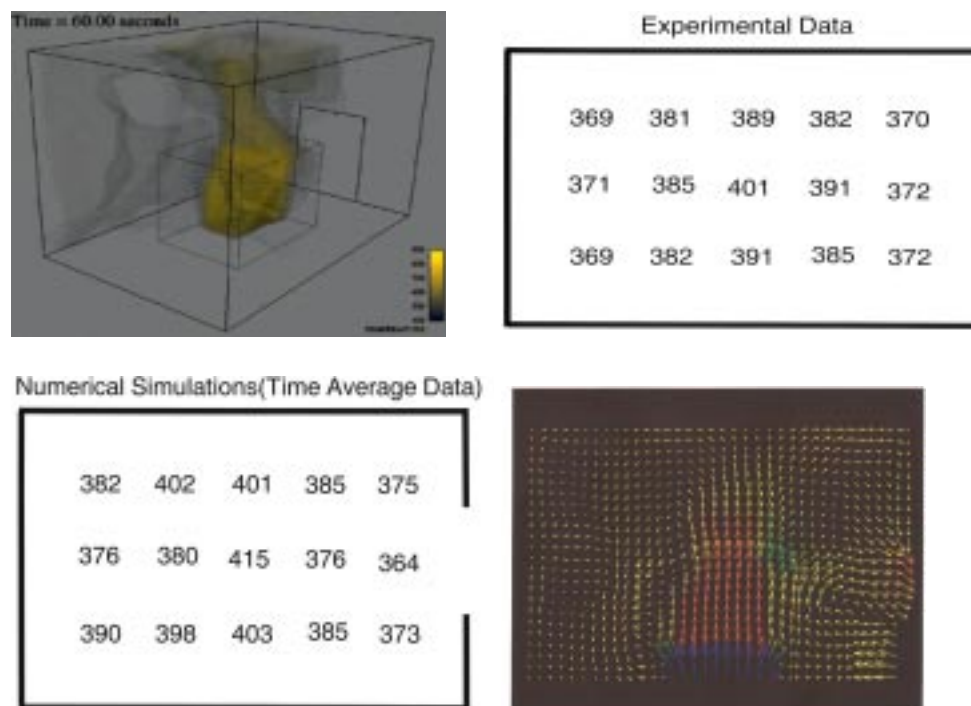 Time = 60.00 seconds
Experimental Data
369 381 389 382 370
371 385 401 391 372
369 382 391 385 372
Numerical Simulations(Time Average Data)
382 402 401 385 375
376 380 415 376 364
390 398 403 385 373